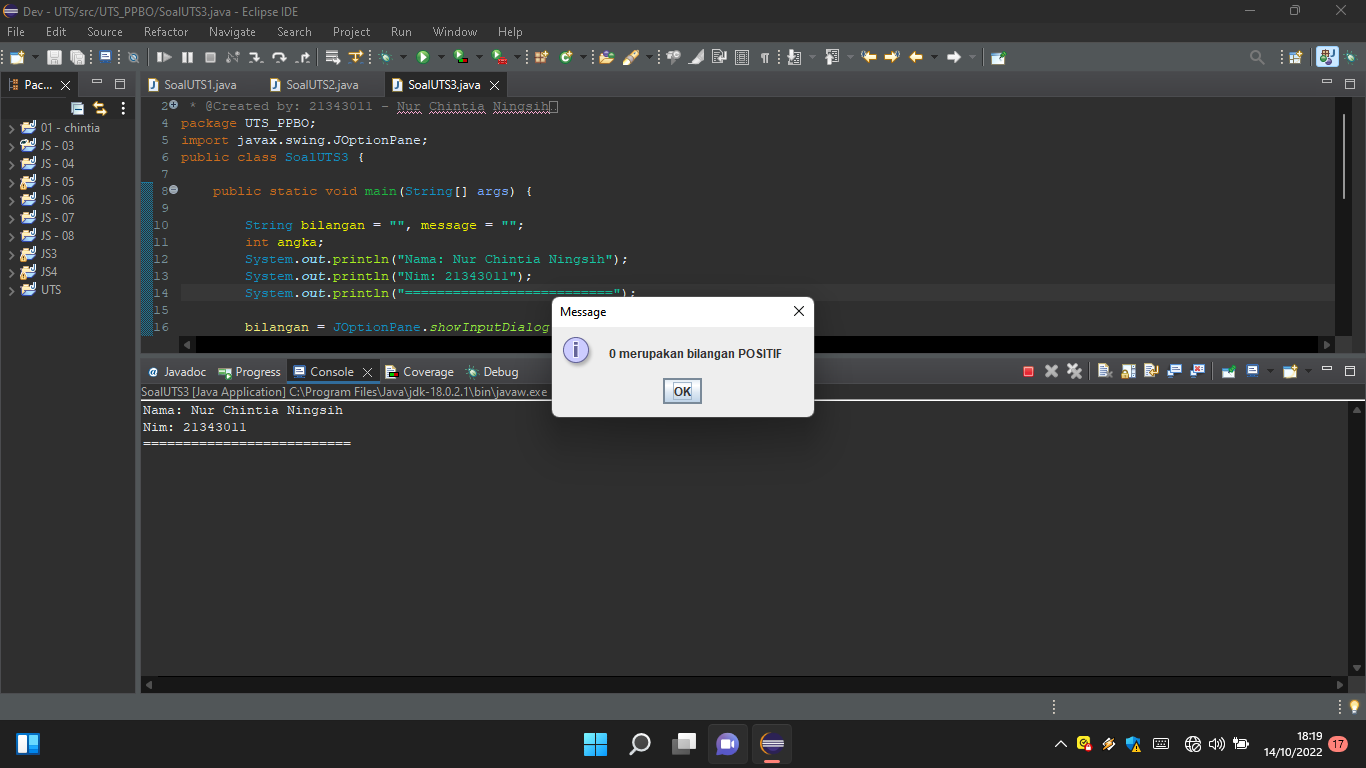 Dev - UTS/src/UTS_PPBO/SoalUTS3.java - Eclipse IDE
File Edit Source Refactor Navigate Search Project Run Window Help
Pac...
SoalUTS1.java SoalUTS2.java SoalUTS3.java
01 - chintia
JS - 03
JS - 04
JS - 05
JS - 06
JS - 07
JS - 08
JS3
JS4
UTS
2 * @Created by: 21343011 - Nur Chintia Ningsih
4 package UTS_PPBO;
5 import javax.swing.JOptionPane;
6 public class SoalUTS3 {
7
8 public static void main(String[] args) {
9
10 String bilangan = "", message = "";
11 int angka;
12 System.out.println("Nama: Nur Chintia Ningsih");
13 System.out.println("Nim: 21343011");
14 System.out.println("==========================");
15
16 bilangan = JOptionPane.showInputDialog
Message
0 merupakan bilangan POSITIF
OK
Javadoc Progress Console Coverage Debug
SoalUTS3 [Java Application] C:\Program Files\Java\jdk-18.0.2.1\bin\javaw.exe
Nama: Nur Chintia Ningsih
Nim: 21343011
==========================
18:19
14/10/2022
17